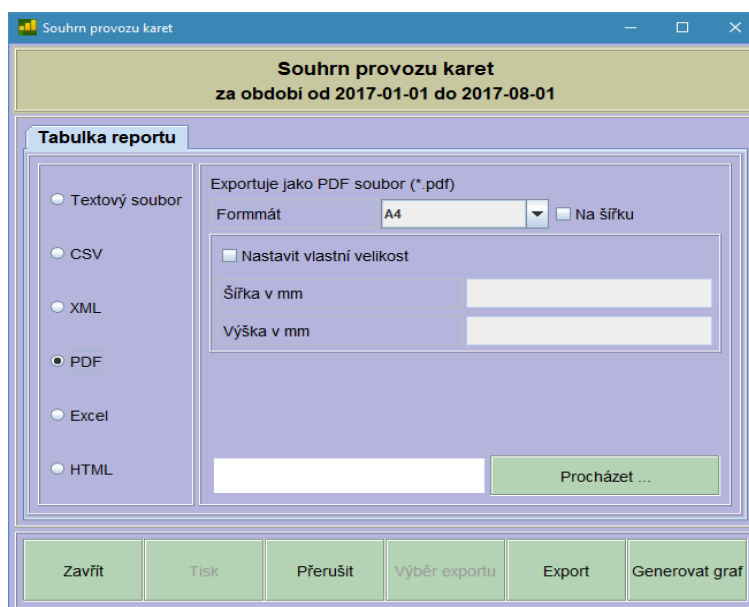 Souhrn provozu karet
Souhrn provozu karet
za období od 2017-01-01 do 2017-08-01
Tabulka reportu
Textový soubor
CSV
XML
PDF
Excel
HTML
Exportuje jako PDF soubor (*.pdf)
Formmát A4 Na šířku
Nastavit vlastní velikost
Šířka v mm
Výška v mm
Procházet ...
Zavřít Tisk Přerušit Výběr exportu Export Generovat graf